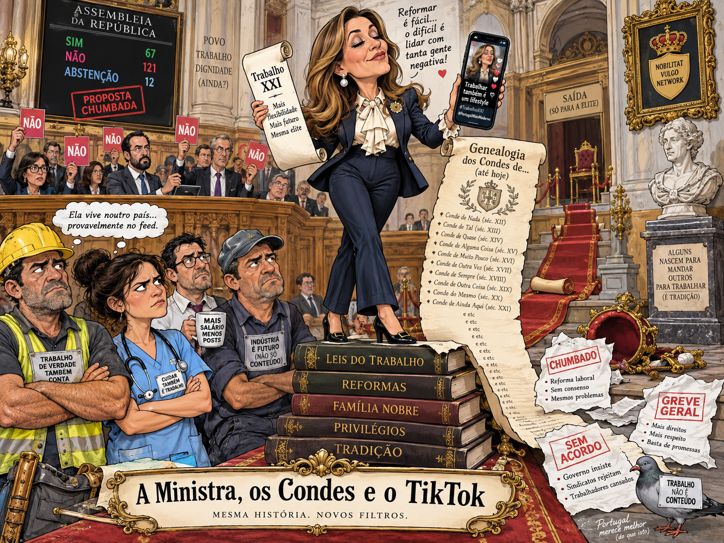 ASSEMBLEIA
DA REPÚBLICA
SIM 67
NÃO 121
ABSTENÇÃO 12
PROPOSTA
CHUMBADA
POVO
TRABALHO
DIGNIDADE
(AINDA?)
Reformar
é fácil...
o difícil é
lidar com
tanta gente
negativa!
Trabalho
XXI
Mais
flexibilidade
Mais futuro
Mesma elite
Trabalhar
também é
um lifestyle
#TrabalhoXXI
SAÍDA
(SÓ PARA A ELITE)
NOBILITAT
VULGO
NETWORK
NÃO
NÃO
NÃO
NÃO
NÃO
Ela vive noutro país...
provavelmente no feed.
Genealogia
dos Condes de...
(até hoje)
Conde de Nada (séc. XII)
Conde de Tal (séc. XIII)
Conde de Quase (séc. XIV)
Conde de Alguma Coisa (séc. XV)
Conde de Muito Pouco (séc. XVI)
Conde de Outra Vez (séc. XVII)
Conde de Sempre (séc. XVIII)
Conde de Outra Coisa (séc. XIX)
Conde do Mesmo (séc. XX)
Conde de Ainda Aqui (séc. XXI)
e etc
e etc
e etc
e etc
e etc
e etc
e etc
ALGUNS
NASCEM PARA
MANDAR
OUTROS
PARA TRABALHAR
(É TRADIÇÃO)
TRABALHO
DE VERDADE
TAMBÉM
CONTA
CUIDAR
TAMBÉM
É TRABALHO
MAIS
SALÁRIO
MENOS
POSTS
INDÚSTRIA
É FUTURO
(NÃO SÓ
CONTEÚDO)
LEIS DO TRABALHO
REFORMAS
FAMÍLIA NOBRE
PRIVILÉGIOS
TRADIÇÃO
CHUMBADO
Reforma laboral
Sem consenso
Mesmos problemas
GREVE
GERAL
Mais direitos
Mais respeito
Basta de promessas
SEM
ACORDO
Governo insiste
Sindicatos rejeitam
Trabalhadores cansados
TRABALHO
NÃO É
CONTEÚDO
Portugal
merece melhor
(do que isto)
A Ministra, os Condes e o TikTok
MESMA HISTÓRIA. NOVOS FILTROS.